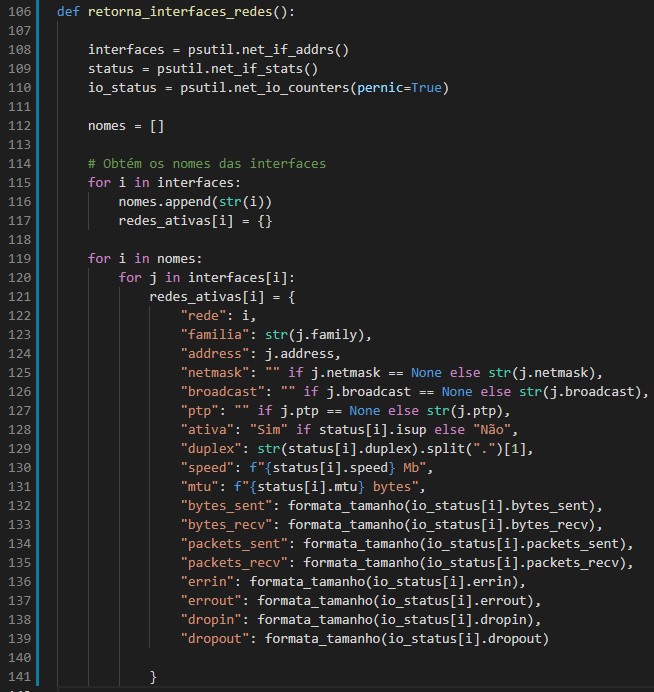 106 def retorna_interfaces_redes():
107
108     interfaces = psutil.net_if_addrs()
109     status = psutil.net_if_stats()
110     io_status = psutil.net_io_counters(pernic=True)
111
112     nomes = []
113
114     # Obtém os nomes das interfaces
115     for i in interfaces:
116         nomes.append(str(i))
117         redes_ativas[i] = {}
118
119     for i in nomes:
120         for j in interfaces[i]:
121             redes_ativas[i] = {
122                 "rede": i,
123                 "familia": str(j.family),
124                 "address": j.address,
125                 "netmask": "" if j.netmask == None else str(j.netmask),
126                 "broadcast": "" if j.broadcast == None else str(j.broadcast),
127                 "ptp": "" if j.ptp == None else str(j.ptp),
128                 "ativa": "Sim" if status[i].isup else "Não",
129                 "duplex": str(status[i].duplex).split(".")[1],
130                 "speed": f"{status[i].speed} Mb",
131                 "mtu": f"{status[i].mtu} bytes",
132                 "bytes_sent": formata_tamanho(io_status[i].bytes_sent),
133                 "bytes_recv": formata_tamanho(io_status[i].bytes_recv),
134                 "packets_sent": formata_tamanho(io_status[i].packets_sent),
135                 "packets_recv": formata_tamanho(io_status[i].packets_recv),
136                 "errin": formata_tamanho(io_status[i].errin),
137                 "errout": formata_tamanho(io_status[i].errout),
138                 "dropin": formata_tamanho(io_status[i].dropin),
139                 "dropout": formata_tamanho(io_status[i].dropout)
140
141             }